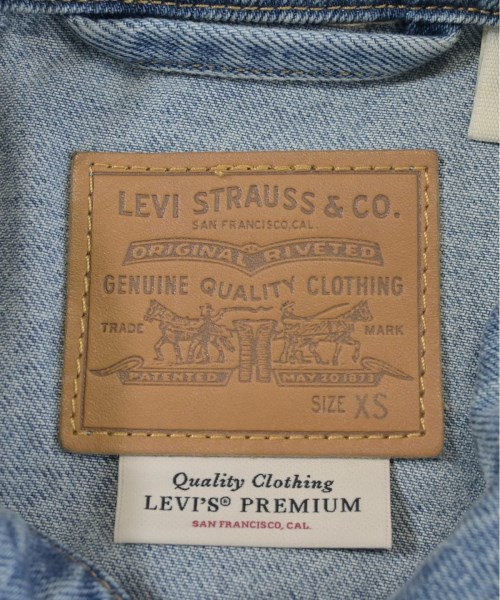 LEVI STRAUSS & CO.
SAN FRANCISCO, CAL.
ORIGINAL RIVETED
GENUINE QUALITY CLOTHING
TRADE MARK
PATENTED MAY 20 1873
SIZE XS
Quality Clothing
LEVI'S® PREMIUM
SAN FRANCISCO, CAL.